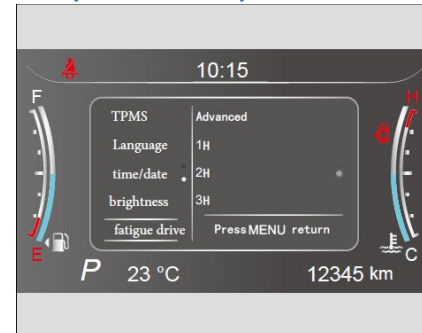 10:15
F
H
TPMS
Advanced
Language
1H
time/date
2H
brightness
3H
fatigue drive
Press MENU return
E
C
P
23 °C
12345 km